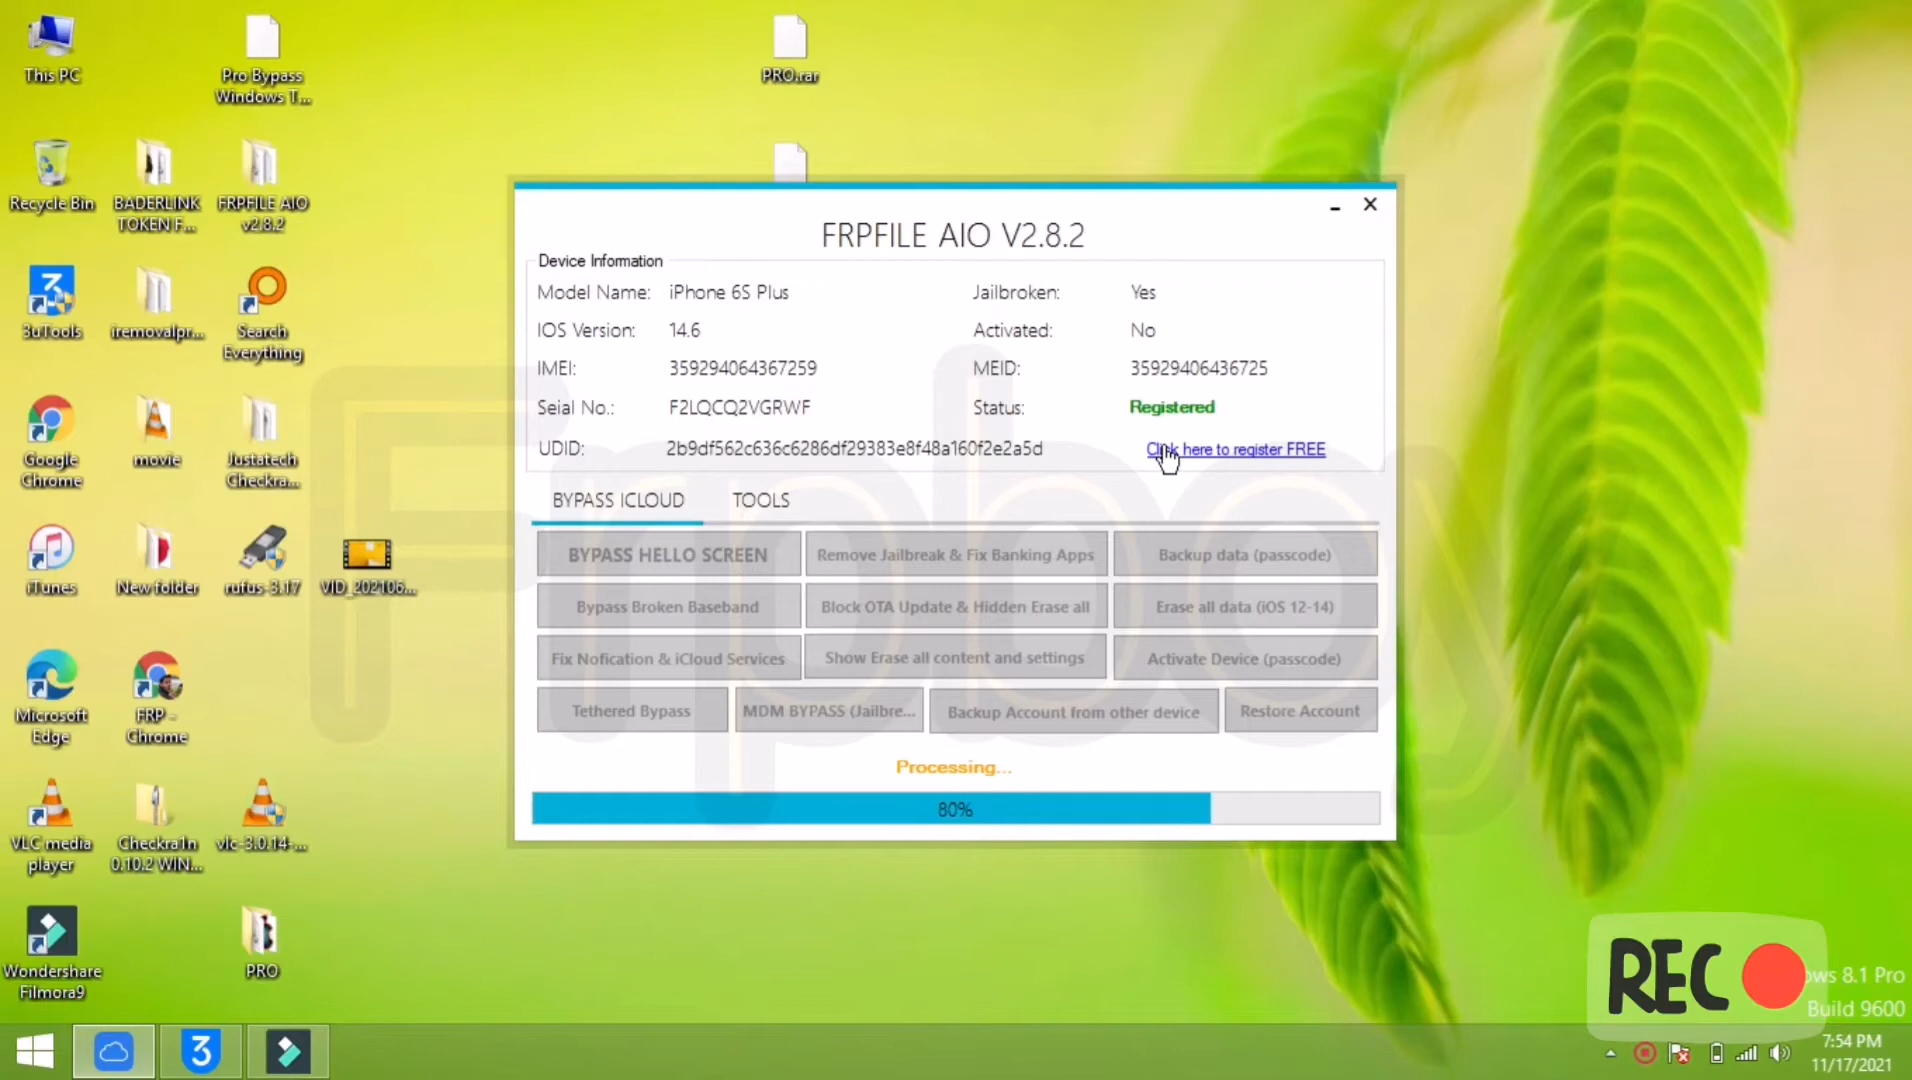 This PC
Pro Bypass
Windows T...
PRO.rar
Recycle Bin
BADERLINK
TOKEN F...
FRPFILE AIO
v2.8.2
3uTools
iremovalpr...
Search
Everything
Google
Chrome
movie
Justatech
Checkra...
iTunes
New folder
rufus-3.17
VID_202106...
Microsoft
Edge
FRP -
Chrome
VLC media
player
Checkra1n
0.10.2 WIN...
vlc-3.0.14-...
Wondershare
Filmora9
PRO
FRPFILE AIO V2.8.2
Device Information
Model Name: iPhone 6S Plus
Jailbroken: Yes
IOS Version: 14.6
Activated: No
IMEI: 359294064367259
MEID: 35929406436725
Seial No.: F2LQCQ2VGRWF
Status: Registered
UDID: 2b9df562c636c6286df29383e8f48a160f2e2a5d
Click here to register FREE
BYPASS ICLOUD TOOLS
BYPASS HELLO SCREEN
Remove Jailbreak & Fix Banking Apps
Backup data (passcode)
Bypass Broken Baseband
Block OTA Update & Hidden Erase all
Erase all data (iOS 12-14)
Fix Nofication & iCloud Services
Show Erase all content and settings
Activate Device (passcode)
Tethered Bypass
MDM BYPASS (Jailbre...
Backup Account from other device
Restore Account
Processing...
80%
Frpboy
REC
ows 8.1 Pro
Build 9600
7:54 PM
11/17/2021